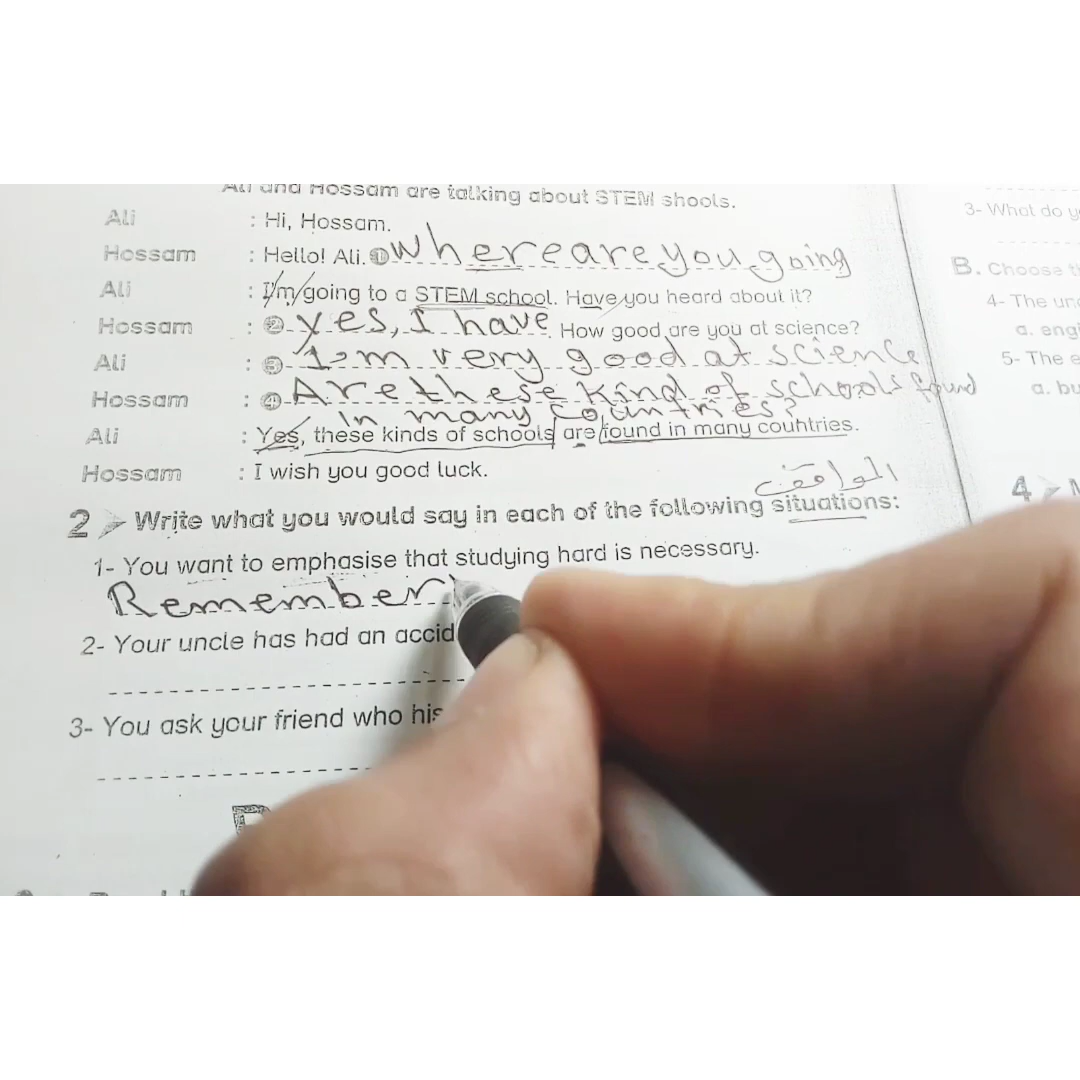 Ali and Hossam are talking about STEM shools.
Ali : Hi, Hossam.
Hossam : Hello! Ali. ① where are you going
Ali : I'm going to a STEM school. Have you heard about it?
Hossam : ② yes, I have. How good are you at science?
Ali : ③ I'm very good at science
Hossam : ④ Are these kind of schools found
in many countries?
Ali : Yes, these kinds of schools are found in many countries.
Hossam : I wish you good luck.
المواقف
2 Write what you would say in each of the following situations:
1- You want to emphasise that studying hard is necessary.
Remember
2- Your uncle has had an
3- You ask your friend who his
3- What do
B. Choose
4- The
a.
5- The
a.
4